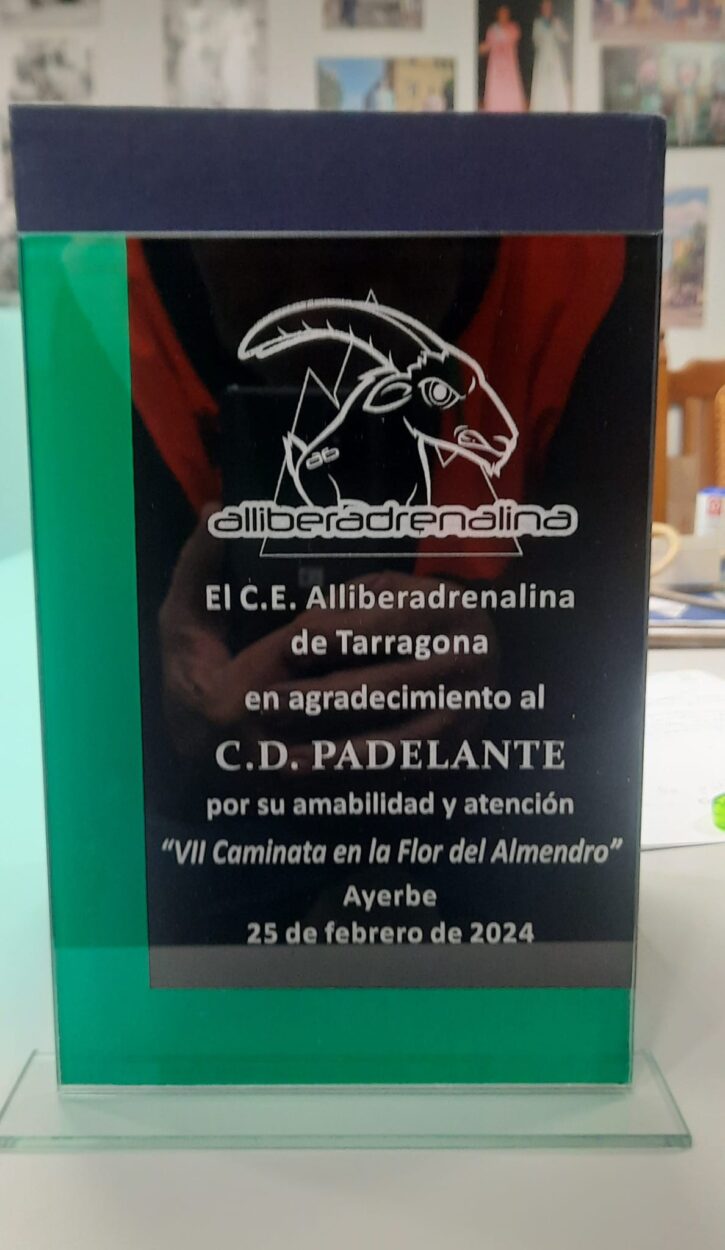 ab
alliberadrenalina
El C.E. Alliberadrenalina
de Tarragona
en agradecimiento al
C.D. PADELANTE
por su amabilidad y atención
“VII Caminata en la Flor del Almendro”
Ayerbe
25 de febrero de 2024